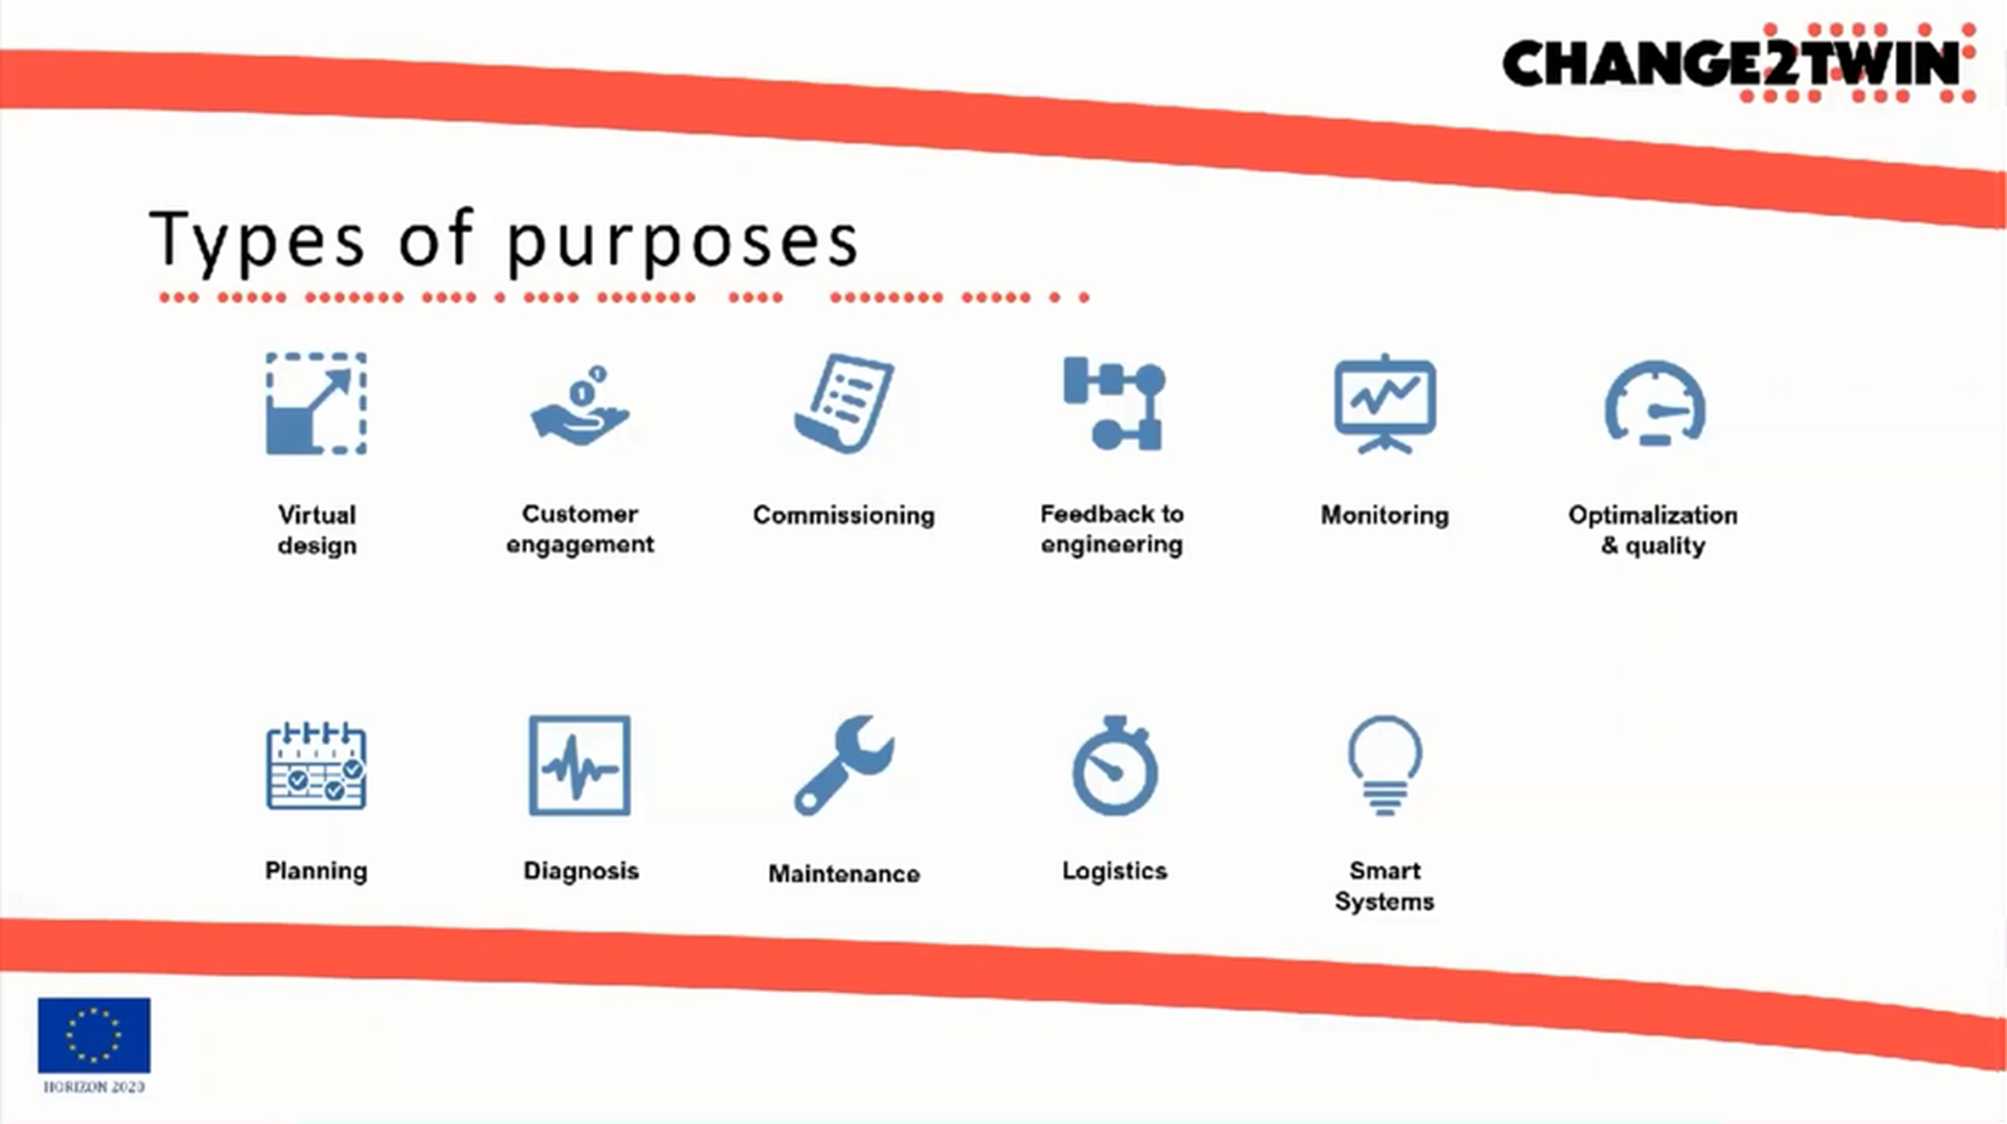 CHANGE2TWIN
Types of purposes
Virtual
design
Customer
engagement
Commissioning
Feedback to
engineering
Monitoring
Optimalization
& quality
Planning
Diagnosis
Maintenance
Logistics
Smart
Systems
HORIZON 2020